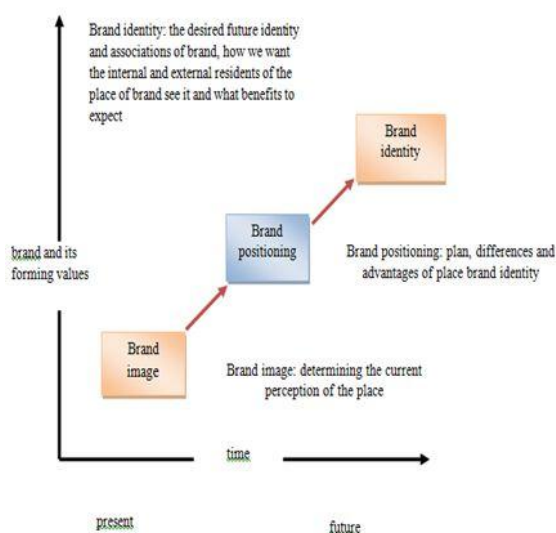 Brand identity: the desired future identity
and associations of brand, how we want
the internal and external residents of the
place of brand see it and what benefits to
expect
Brand
identity
Brand
positioning
brand and its
forming values
Brand positioning: plan, differences and
advantages of place brand identity
Brand
image
Brand image: determining the current
perception of the place
time
present
future